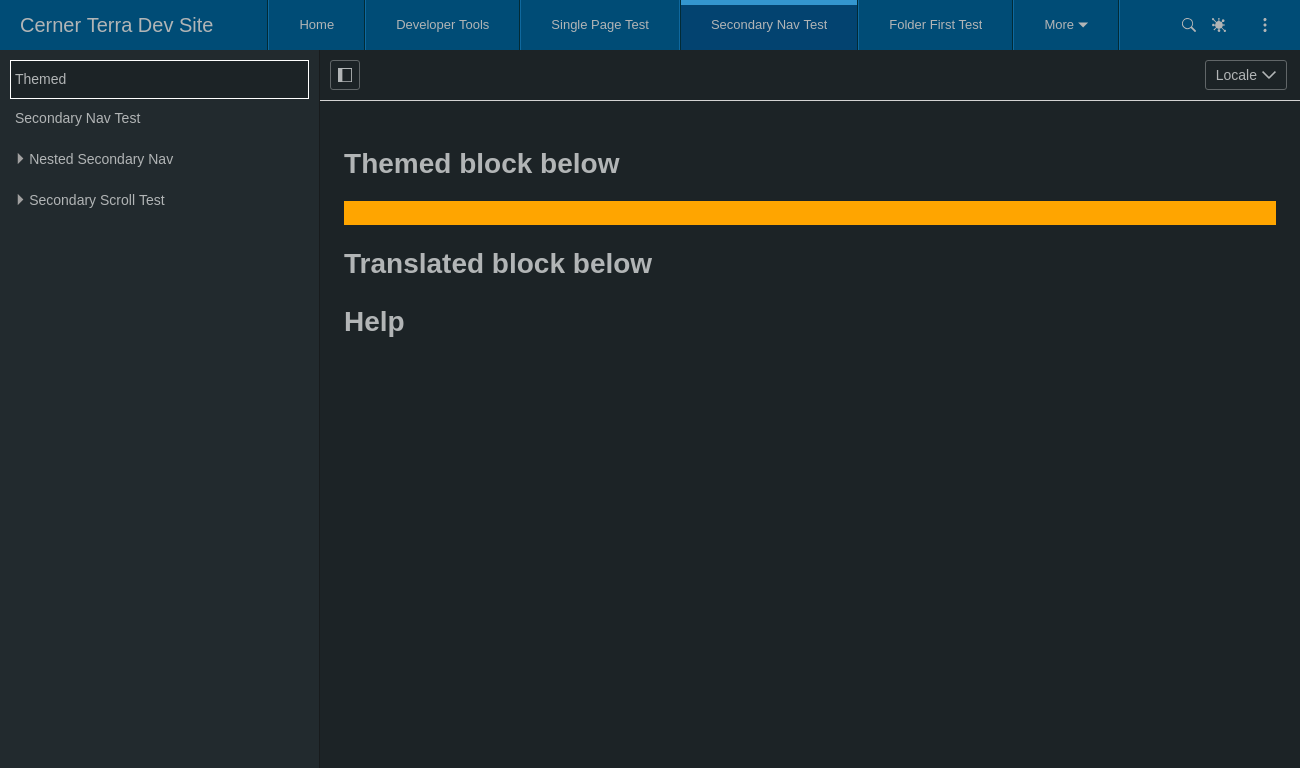 Cerner Terra Dev Site
Home
Developer Tools
Single Page Test
Secondary Nav Test
Folder First Test
More
Themed
Secondary Nav Test
Nested Secondary Nav
Secondary Scroll Test
Locale
Themed block below
Translated block below
Help